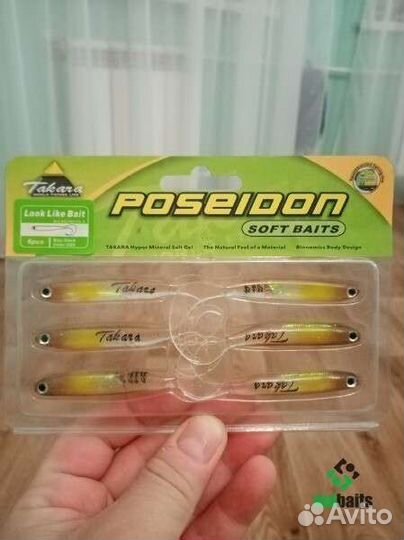 Takara
POSEIDON
SOFT BAITS
Look Like Bait
6pcs
TAKARA Hyper Mineral Soft Gel
The Natural Feel of a Material
Bionomics Body Design
Takara
Takara
Takara
Takara
baits
Avito